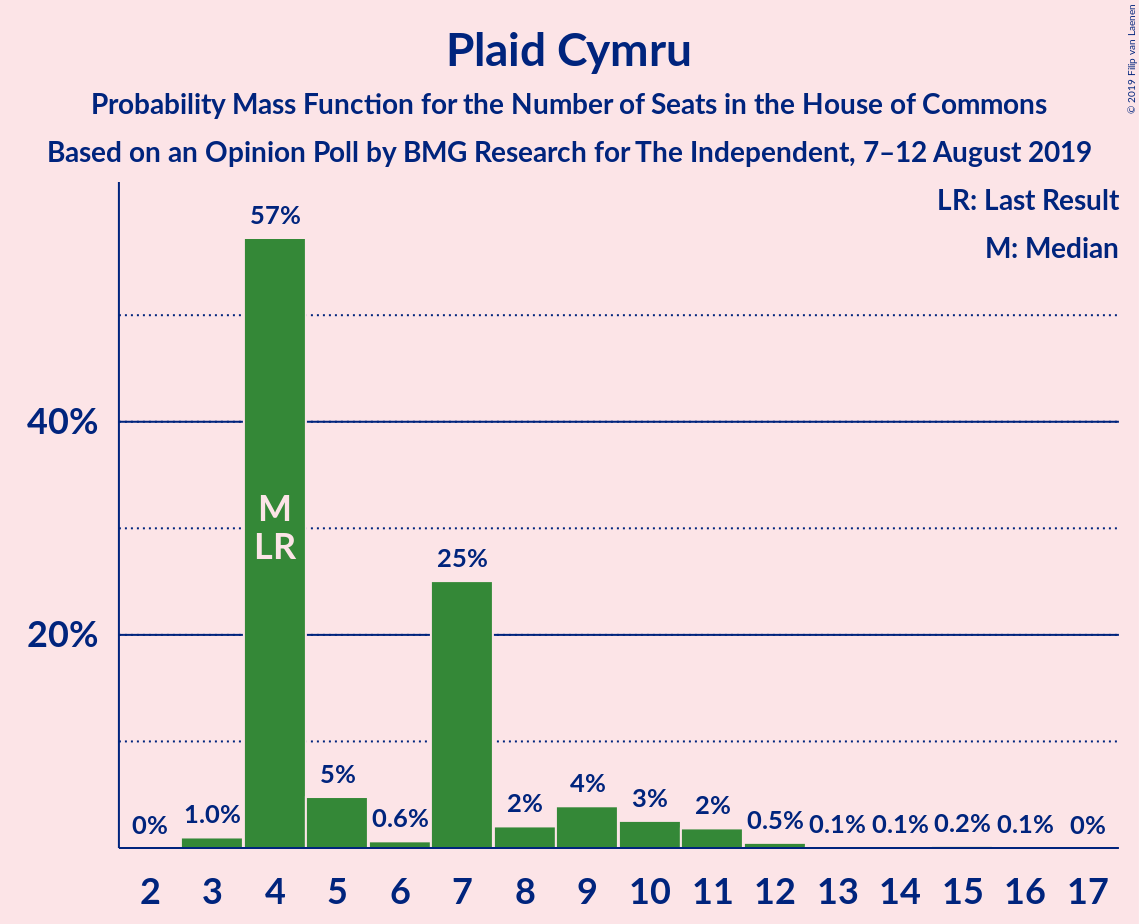 Plaid Cymru
Probability Mass Function for the Number of Seats in the House of Commons
Based on an Opinion Poll by BMG Research for The Independent, 7–12 August 2019
© 2019 Filip van Laenen
LR: Last Result
M: Median
40%
20%
0%
1.0%
57%
M
LR
5%
0.6%
25%
2%
4%
3%
2%
0.5%
0.1%
0.1%
0.2%
0.1%
0%
2 3 4 5 6 7 8 9 10 11 12 13 14 15 16 17